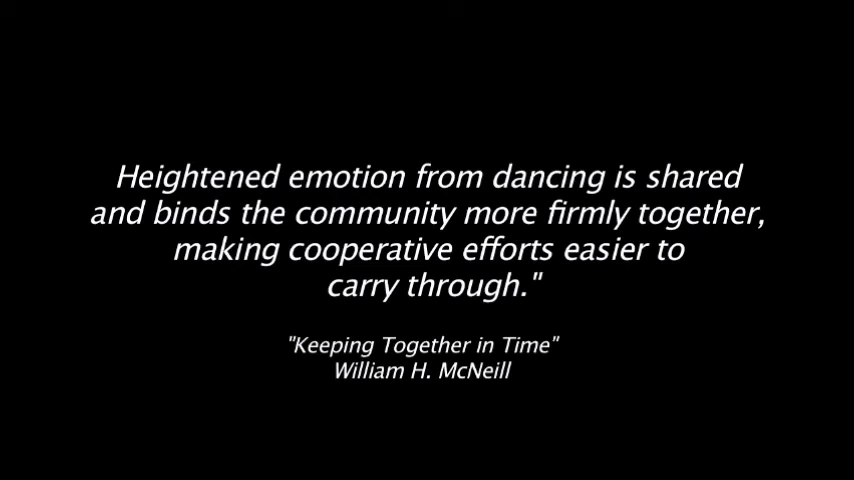 Heightened emotion from dancing is shared
and binds the community more firmly together,
making cooperative efforts easier to
carry through."
"Keeping Together in Time"
William H. McNeill